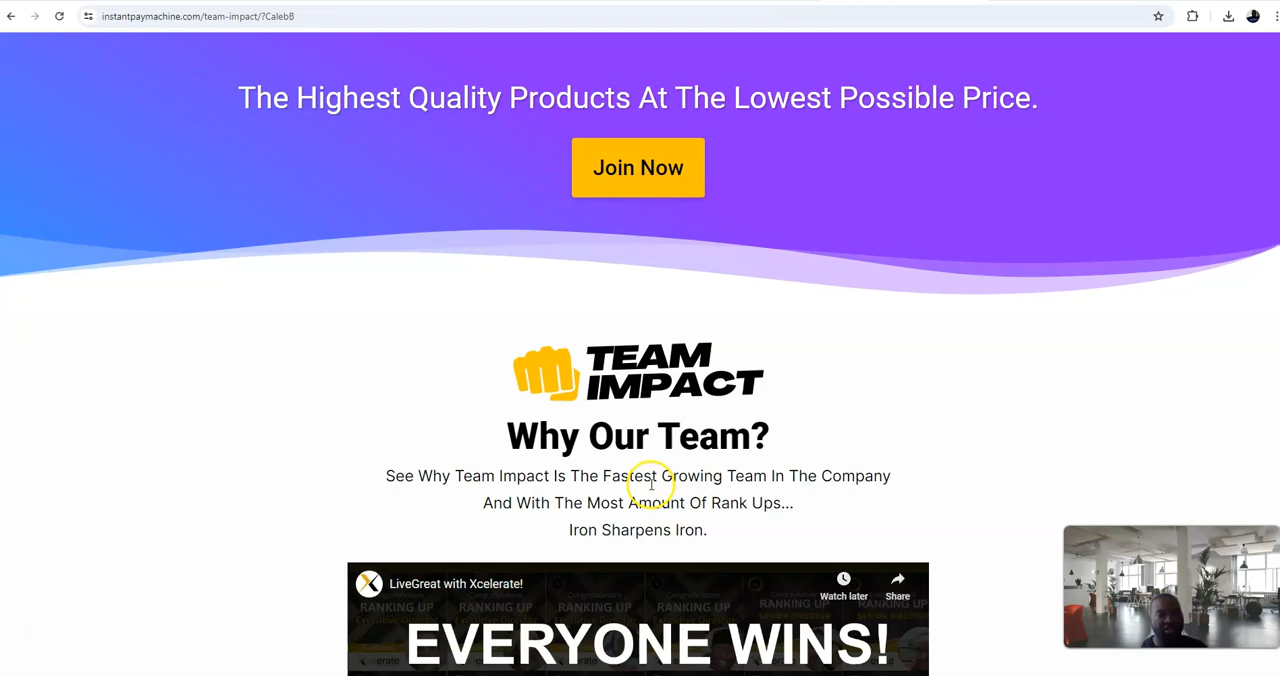 instantpaymachine.com/team-impact/?CalebB
The Highest Quality Products At The Lowest Possible Price.
Join Now
TEAM
IMPACT
Why Our Team?
See Why Team Impact Is The Fastest Growing Team In The Company
And With The Most Amount Of Rank Ups...
Iron Sharpens Iron.
LiveGreat with Xcelerate!
Watch later
Share
RANKING UP RANKING UP RANKING UP RANKING UP RANKING UP RANKING UP
EVERYONE WINS!